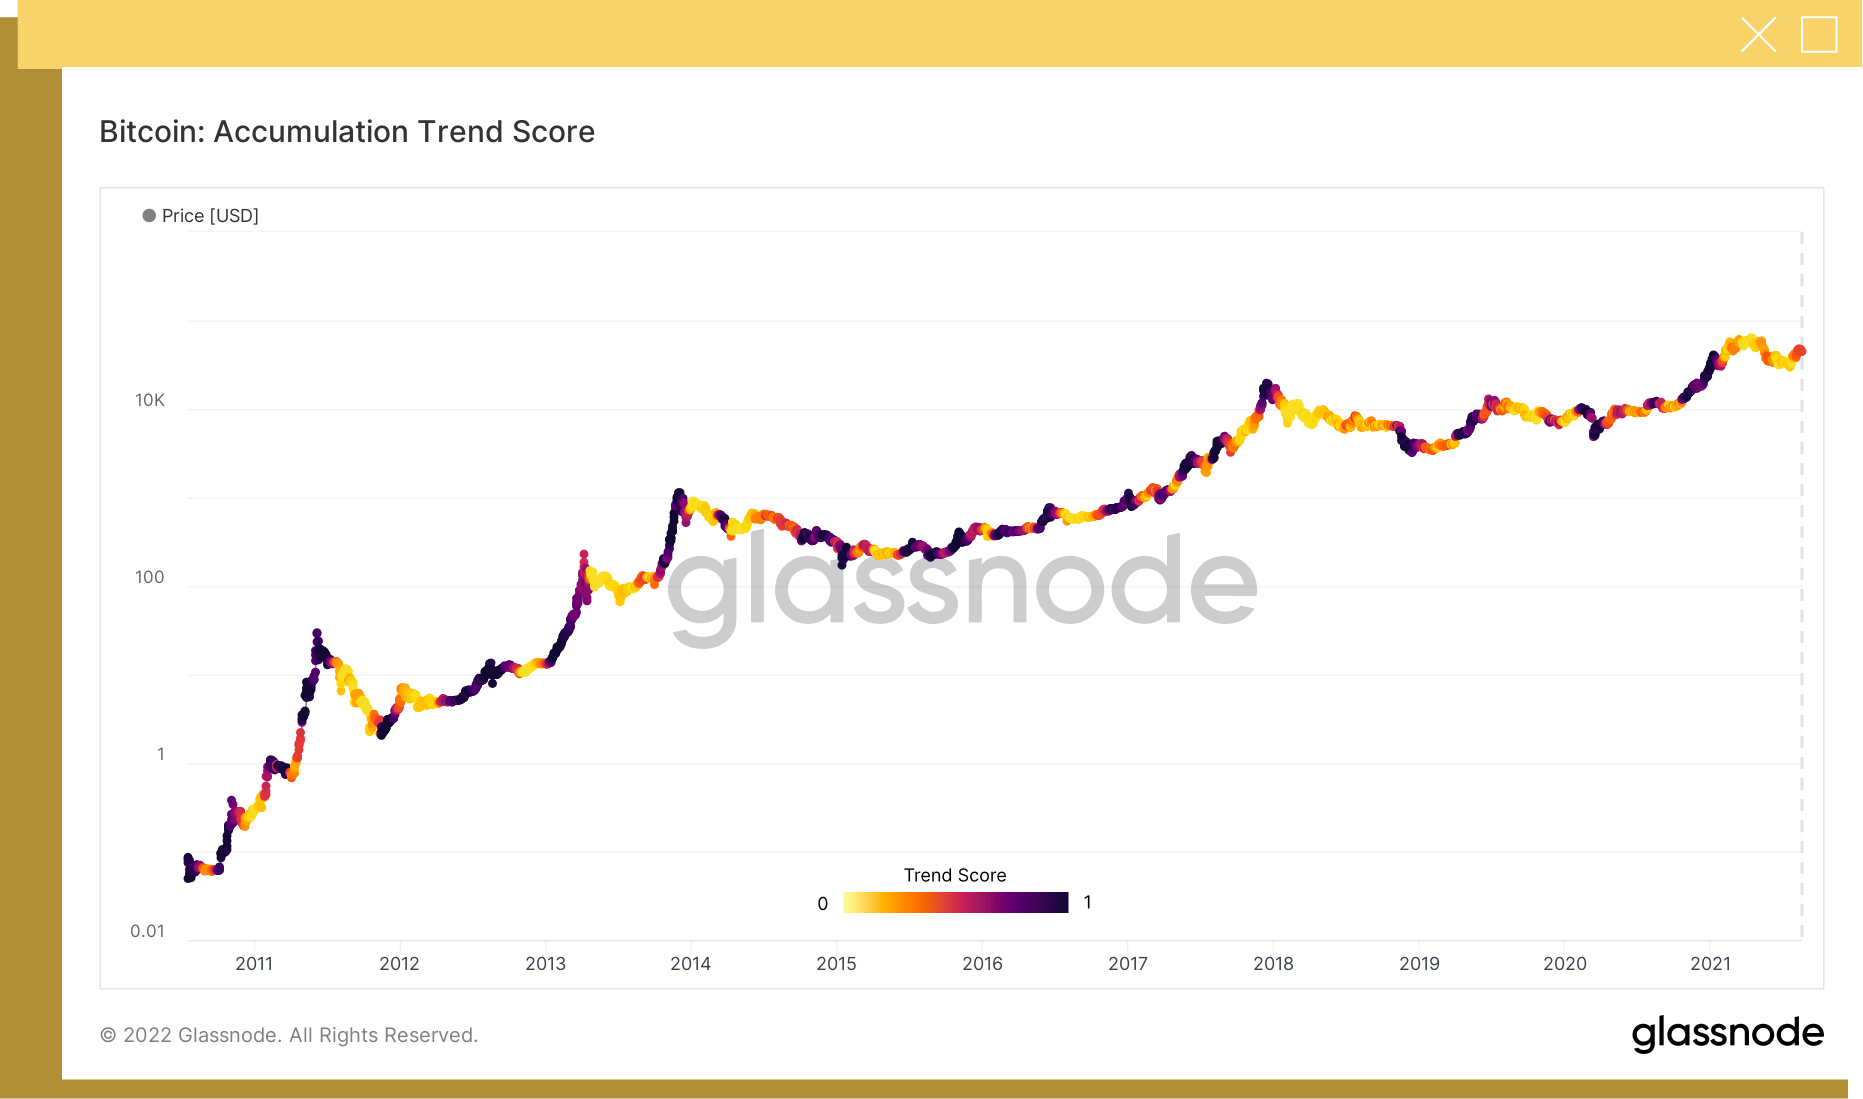 Bitcoin: Accumulation Trend Score
Price [USD]
10K
100
1
0.01
glassnode
Trend Score
0 1
2011 2012 2013 2014 2015 2016 2017 2018 2019 2020 2021
© 2022 Glassnode. All Rights Reserved.
glassnode